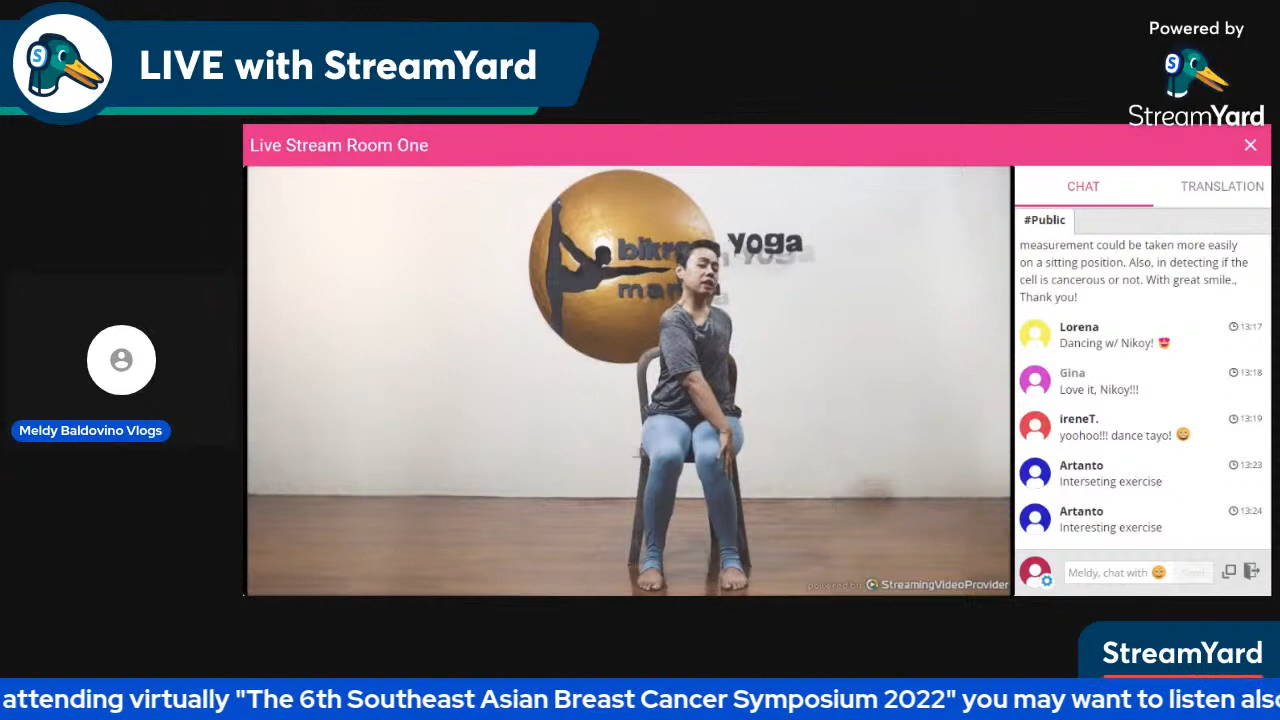 LIVE with StreamYard
Powered by
StreamYard
Live Stream Room One
yoga
CHAT
TRANSLATION
#Public
measurement could be taken more easily
on a sitting position. Also, in detecting if the
cell is cancerous or not. With great smile.,
Thank you!
Lorena
13:17
Dancing w/ Nikoy! 😍
Gina
13:18
Love it, Nikoy!!!
ireneT.
13:19
yoohoo!!! dance tayo! 😄
Artanto
13:23
Interseting exercise
Artanto
13:24
Interesting exercise
Meldy, chat with 😄
powered by StreamingVideoProvider
Meldy Baldovino Vlogs
StreamYard
attending virtually "The 6th Southeast Asian Breast Cancer Symposium 2022" you may want to listen also